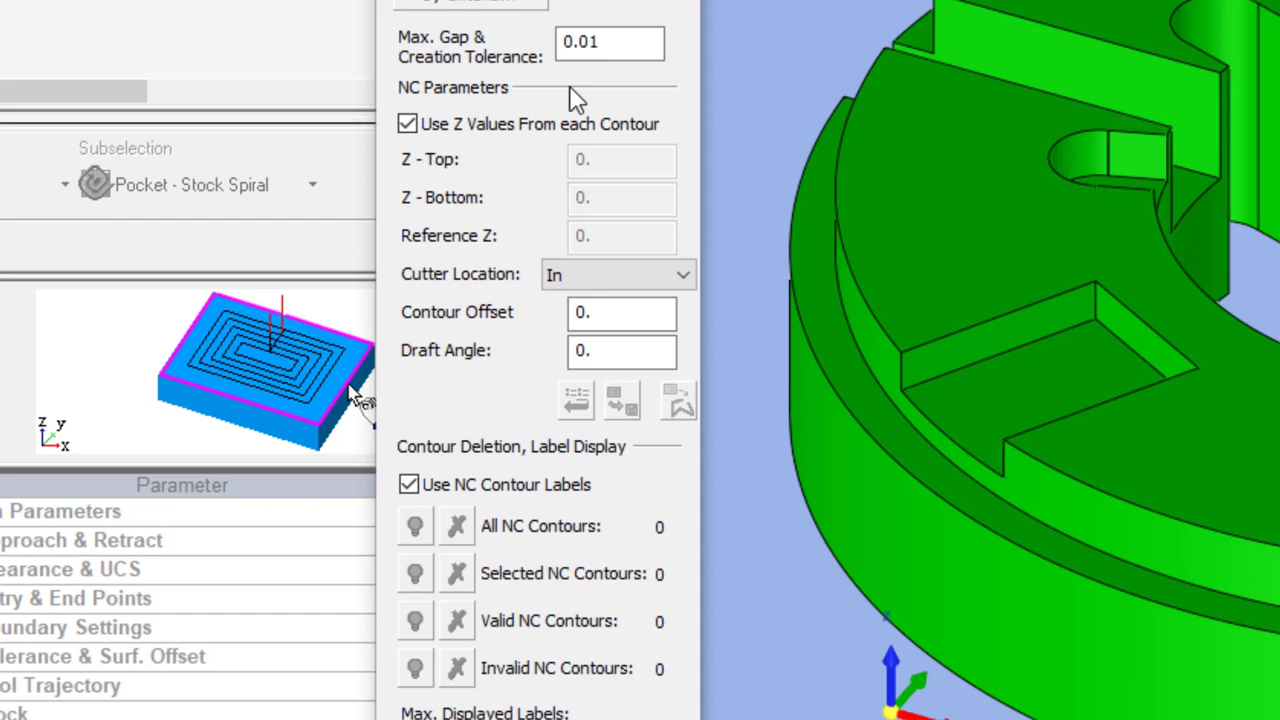 Max. Gap &
Creation Tolerance: 0.01
NC Parameters
Use Z Values From each Contour
Z - Top: 0.
Z - Bottom: 0.
Reference Z: 0.
Cutter Location: In
Contour Offset 0.
Draft Angle: 0.
Contour Deletion, Label Display
Use NC Contour Labels
All NC Contours: 0
Selected NC Contours: 0
Valid NC Contours: 0
Invalid NC Contours: 0
Max. Displayed Labels:
Subselection
Pocket - Stock Spiral
Z
y
x
Parameter
Parameters
proach & Retract
earance & UCS
try & End Points
undary Settings
lerance & Surf. Offset
ol Trajectory
ock